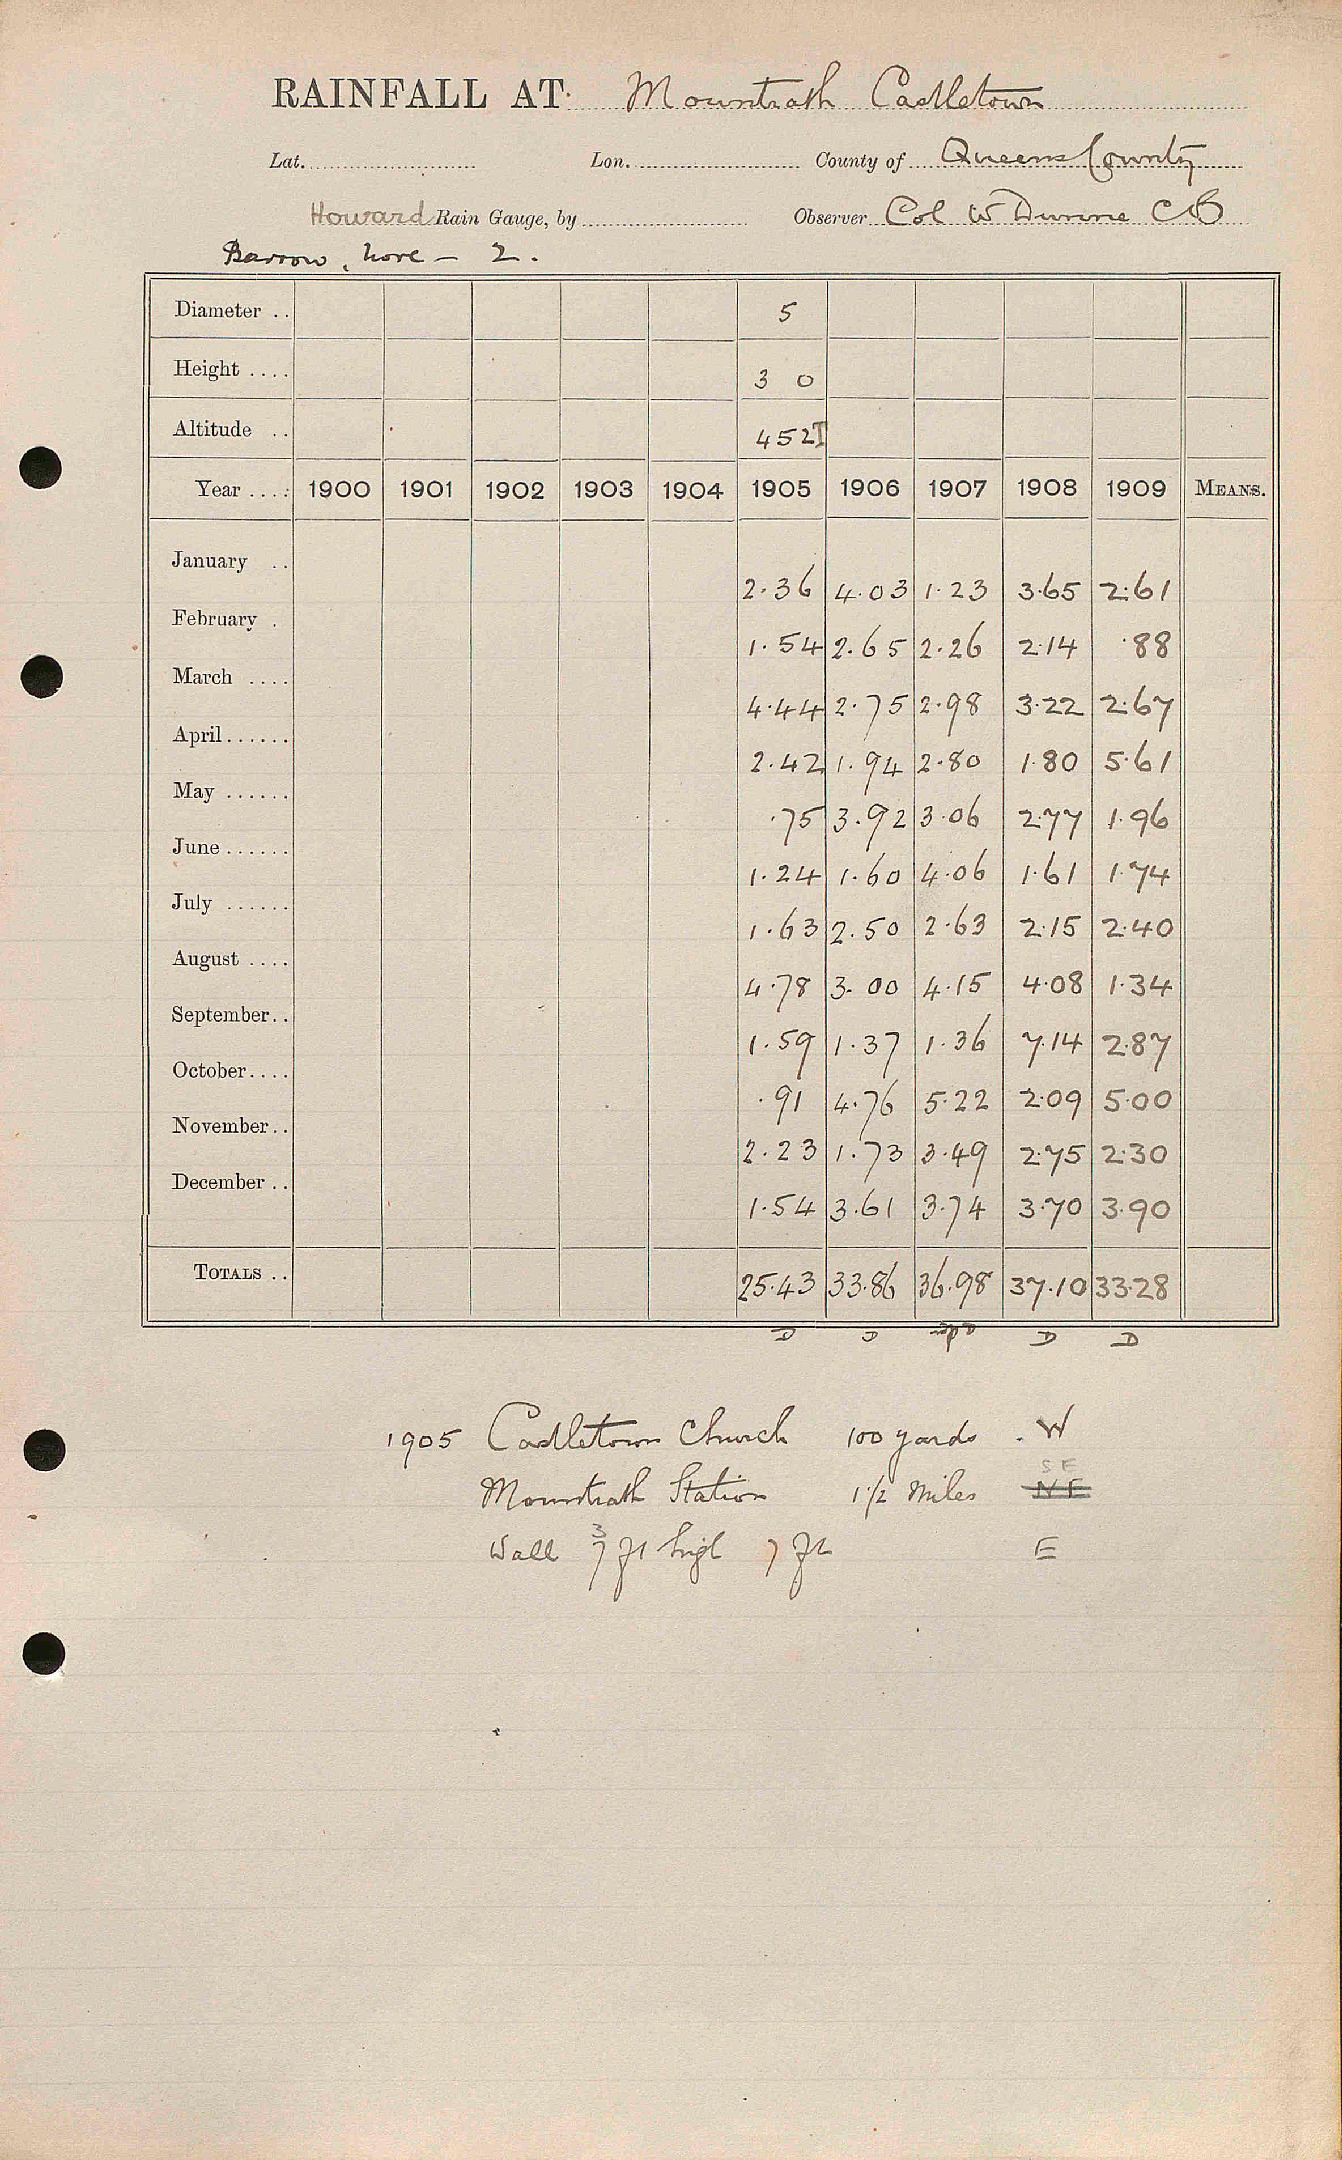 RAINFALL AT Mountrath Castletown
Lat. Lon. County of Queens County
Howard Rain Gauge, by Observer Col W Dunne CB
Barrow, Nore – 2.
Diameter .. 5
Height .... 3 0
Altitude .. 452T
Year .... 1900 1901 1902 1903 1904 1905 1906 1907 1908 1909 MEANS.
January .. 2.36 4.03 1.23 3.65 2.61
February . 1.54 2.65 2.26 2.14 .88
March .... 4.44 2.75 2.98 3.22 2.67
April...... 2.42 1.94 2.80 1.80 5.61
May ...... .75 3.92 3.06 2.77 1.96
June...... 1.24 1.60 4.06 1.61 1.74
July ...... 1.63 2.50 2.63 2.15 2.40
August .... 4.78 3.00 4.15 4.08 1.34
September.. 1.59 1.37 1.36 7.14 2.87
October.... .91 4.76 5.22 2.09 5.00
November.. 2.23 1.73 3.49 2.75 2.30
December.. 1.54 3.61 3.74 3.70 3.90
TOTALS .. 25.43 33.86 36.98 37.10 33.28
D D D D
1905 Castletown Church 100 yards . W
SE
Mountrath Station 1 1/2 miles NE
3
Wall 7 ft high 7 ft E